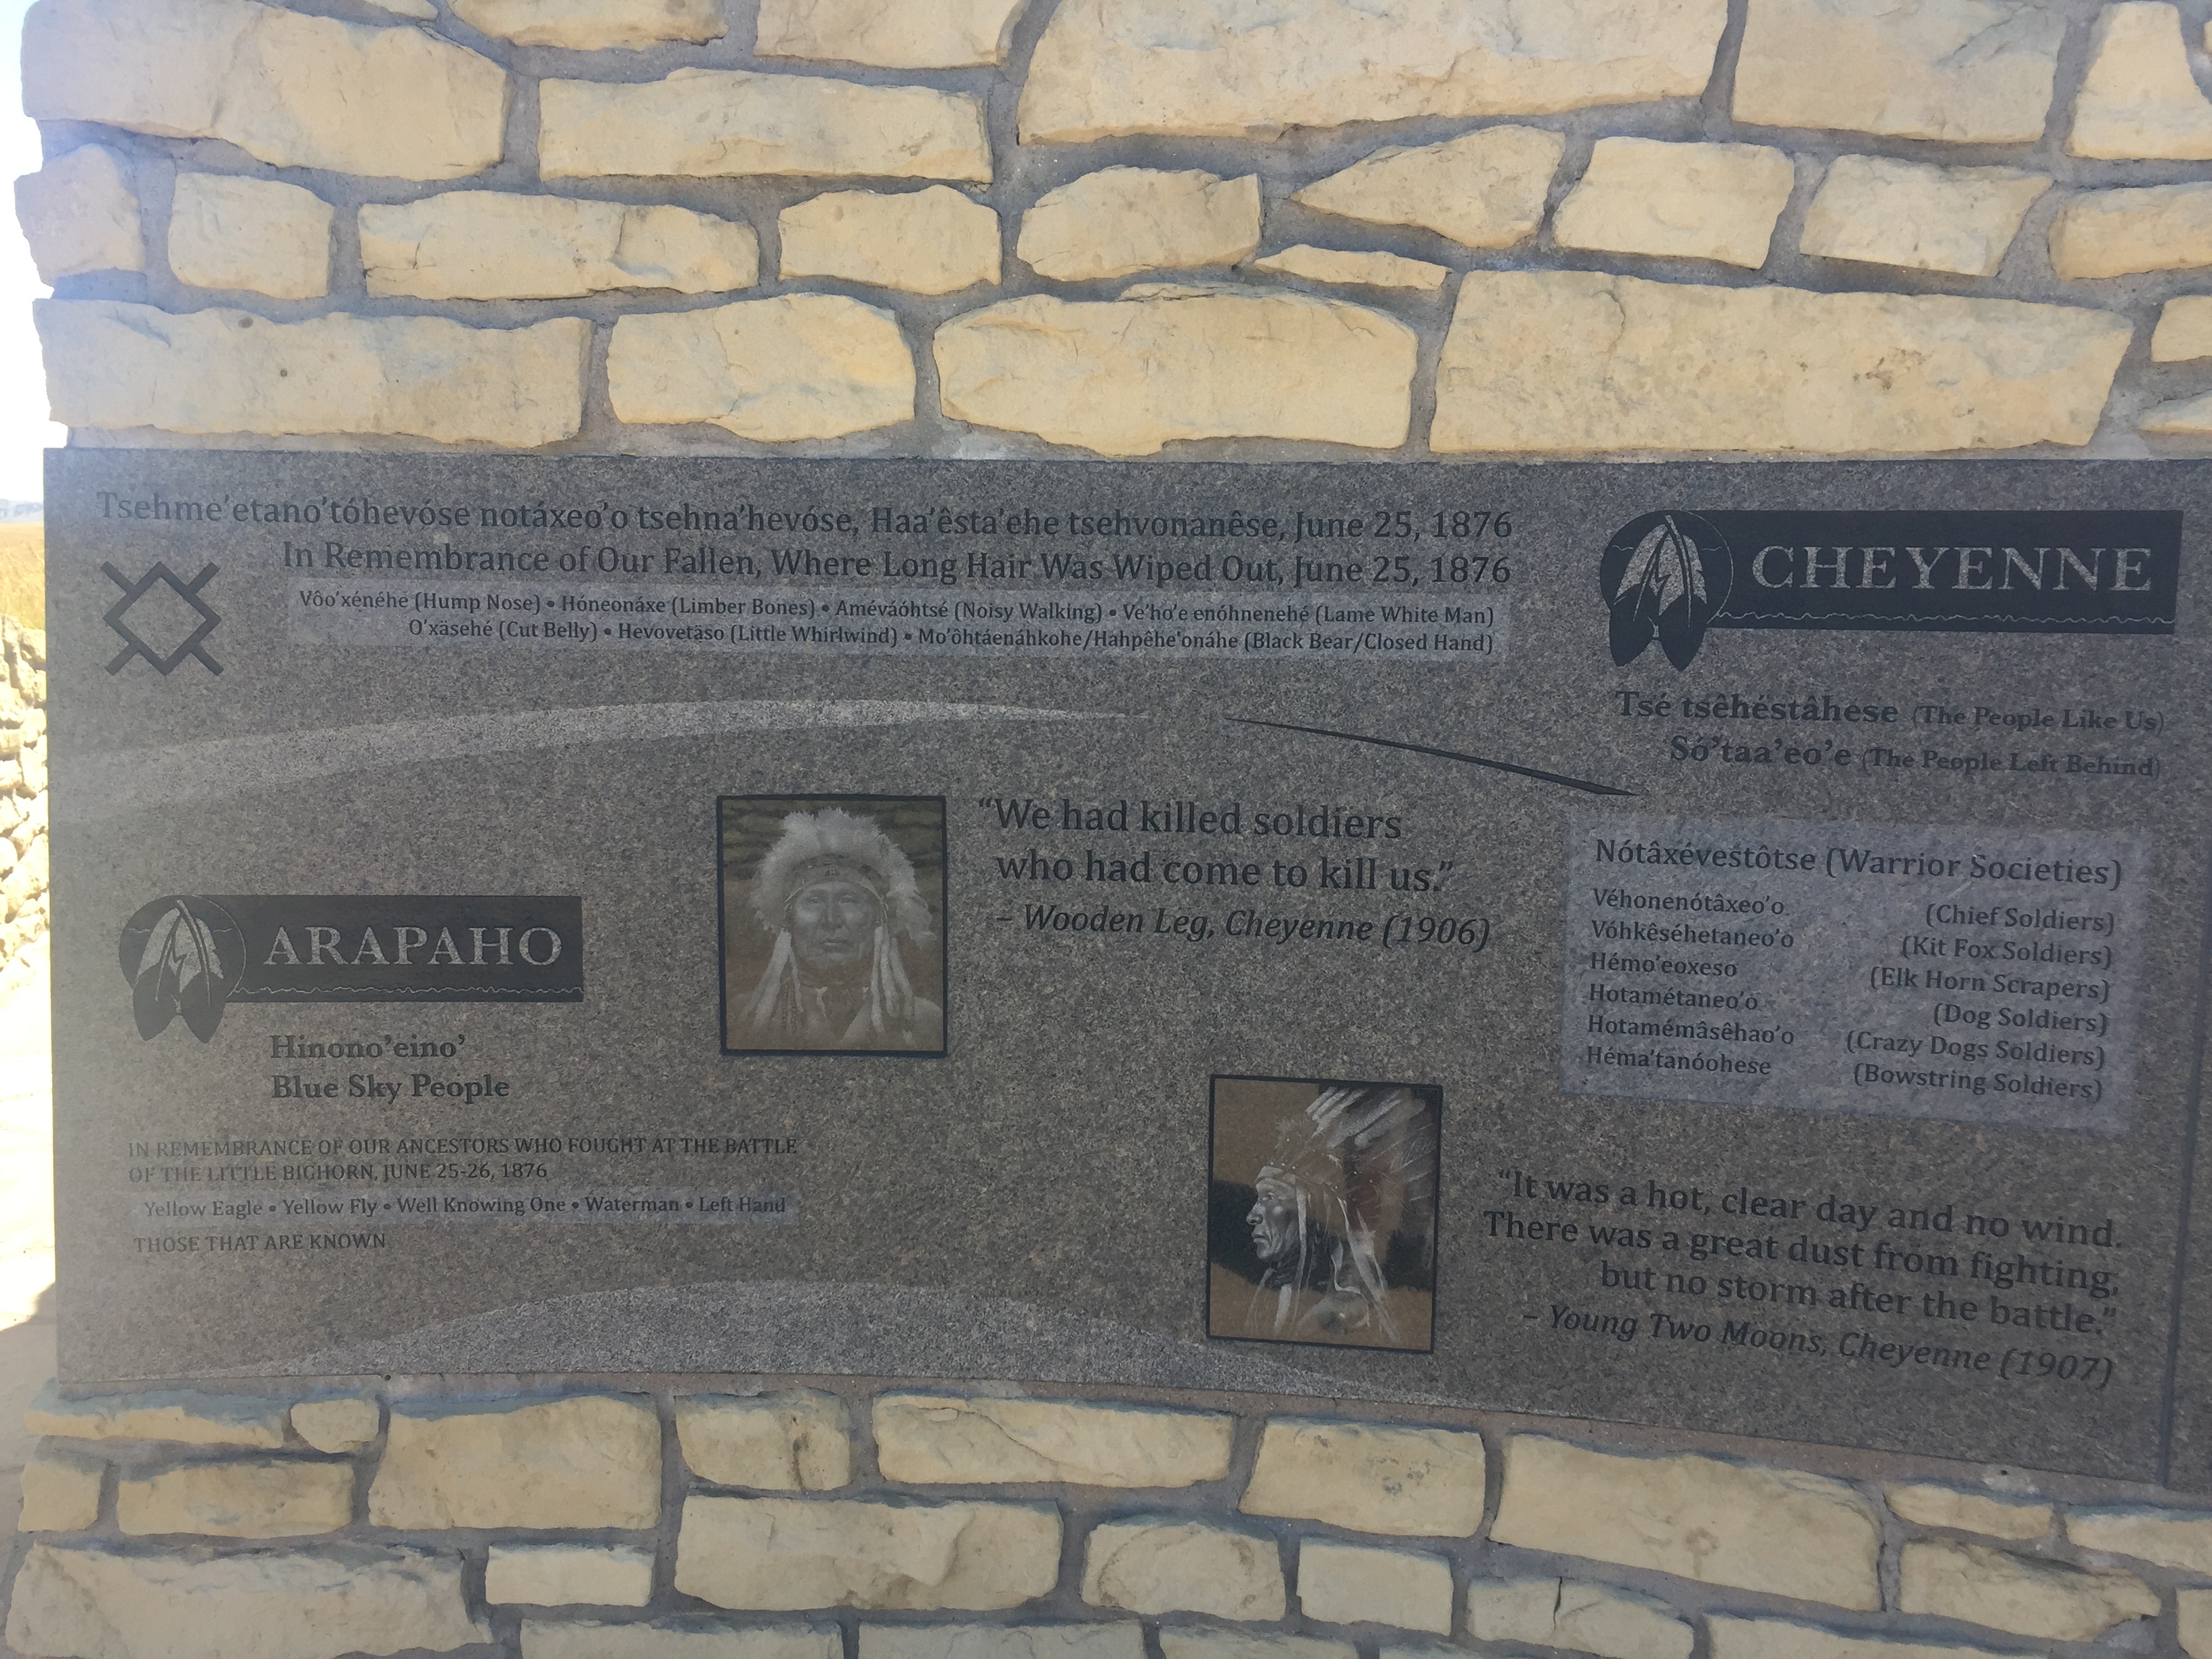 Tsehme'etano'tóhevóse notáxeo'o tsehna'hevóse, Haa'êsta'ehe tsehvonanêse, June 25, 1876
In Remembrance of Our Fallen, Where Long Hair Was Wiped Out, June 25, 1876
Vôo'xénéhe (Hump Nose) • Hóneonáxe (Limber Bones) • Améváóhtsé (Noisy Walking) • Ve'ho'e enóhnenehé (Lame White Man)
O'xäsehé (Cut Belly) • Hevovetäso (Little Whirlwind) • Mo'ôhtáenáhkohe/Hahpêhe'onáhe (Black Bear/Closed Hand)
CHEYENNE
Tsé tsêhéstâhese (The People Like Us)
Só'taa'eo'e (The People Left Behind)
"We had killed soldiers
who had come to kill us."
– Wooden Leg, Cheyenne (1906)
Nótâxévestôtse (Warrior Societies)
Véhonenótâxeo'o (Chief Soldiers)
Vóhkêséhetaneo'o (Kit Fox Soldiers)
Hémo'eoxeso (Elk Horn Scrapers)
Hotamétaneo'o (Dog Soldiers)
Hotamémâsêhao'o (Crazy Dogs Soldiers)
Héma'tanóohese (Bowstring Soldiers)
ARAPAHO
Hinono'eino'
Blue Sky People
IN REMEMBRANCE OF OUR ANCESTORS WHO FOUGHT AT THE BATTLE
OF THE LITTLE BIGHORN, JUNE 25-26, 1876
Yellow Eagle • Yellow Fly • Well Knowing One • Waterman • Left Hand
THOSE THAT ARE KNOWN
"It was a hot, clear day and no wind.
There was a great dust from fighting,
but no storm after the battle."
– Young Two Moons, Cheyenne (1907)